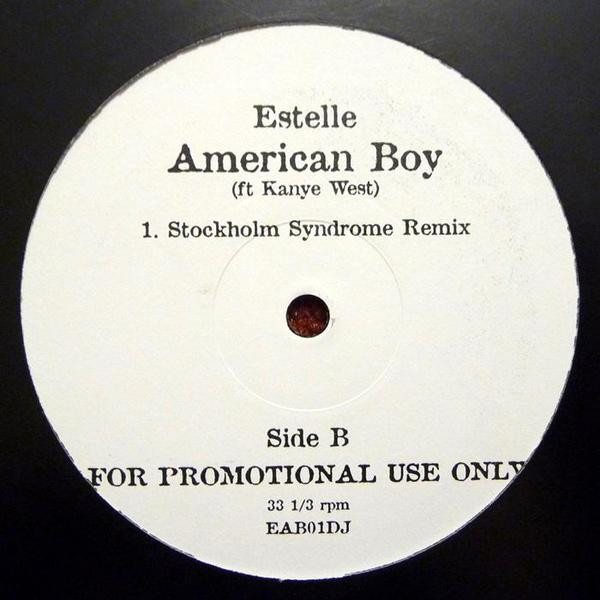 Estelle
American Boy
(ft Kanye West)
1. Stockholm Syndrome Remix
Side B
FOR PROMOTIONAL USE ONLY
33 1/3 rpm
EAB01DJ